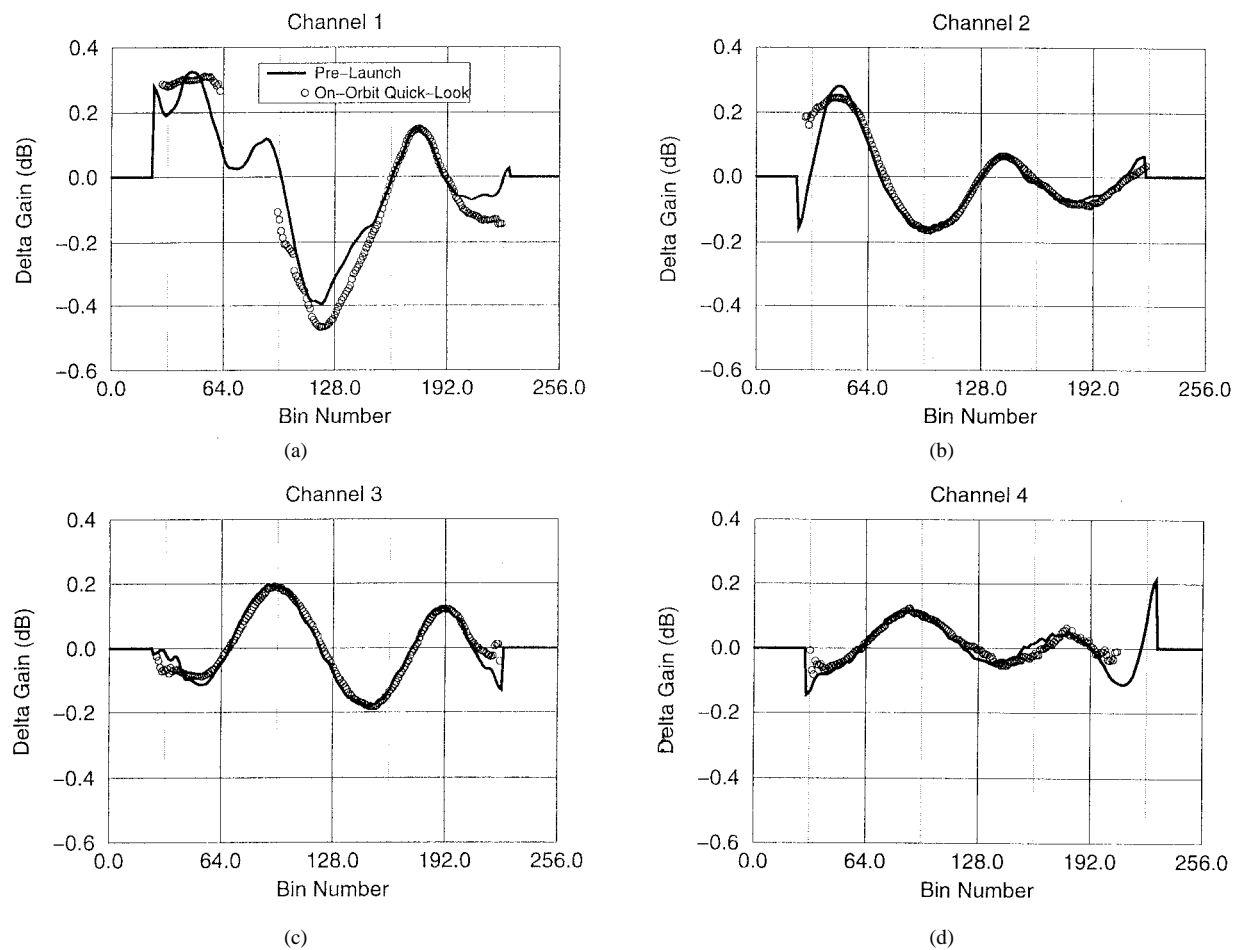 Channel 1
Delta Gain (dB)
0.4
0.2
0.0
−0.2
−0.4
−0.6
Pre−Launch
On−Orbit Quick−Look
0.0 64.0 128.0 192.0 256.0
Bin Number
(a)
Channel 2
Delta Gain (dB)
0.4
0.2
0.0
−0.2
−0.4
−0.6
0.0 64.0 128.0 192.0 256.0
Bin Number
(b)
Channel 3
Delta Gain (dB)
0.4
0.2
0.0
−0.2
−0.4
−0.6
0.0 64.0 128.0 192.0 256.0
Bin Number
(c)
Channel 4
Delta Gain (dB)
0.4
0.2
0.0
−0.2
−0.4
−0.6
0.0 64.0 128.0 192.0 256.0
Bin Number
(d)